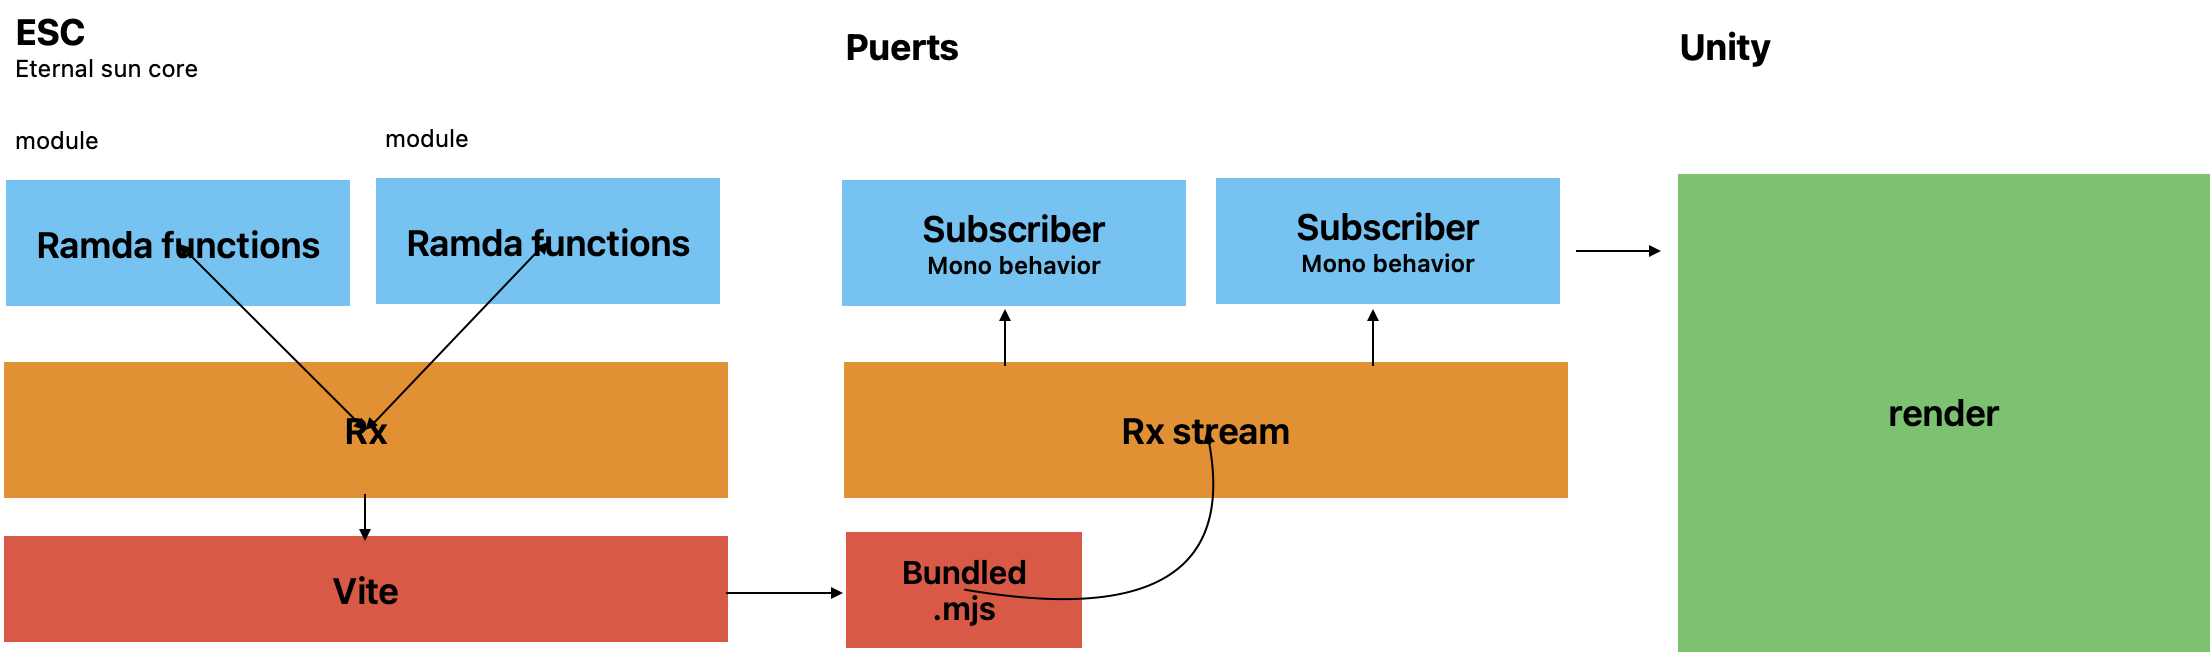 ESC
Eternal sun core
module
module
Ramda functions
Ramda functions
Rx
Vite
Puerts
Subscriber
Mono behavior
Subscriber
Mono behavior
Rx stream
Bundled
.mjs
Unity
render